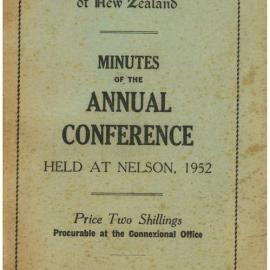 of New Zealand
MINUTES
OF THE
ANNUAL
CONFERENCE
HELD AT NELSON, 1952
Price Two Shillings
Procurable at the Connexional Office